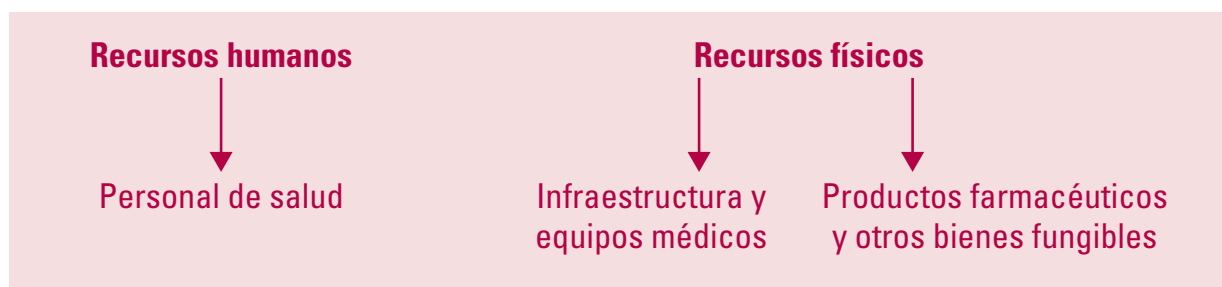 Recursos humanos
Recursos físicos
Personal de salud
Infraestructura y
equipos médicos
Productos farmacéuticos
y otros bienes fungibles